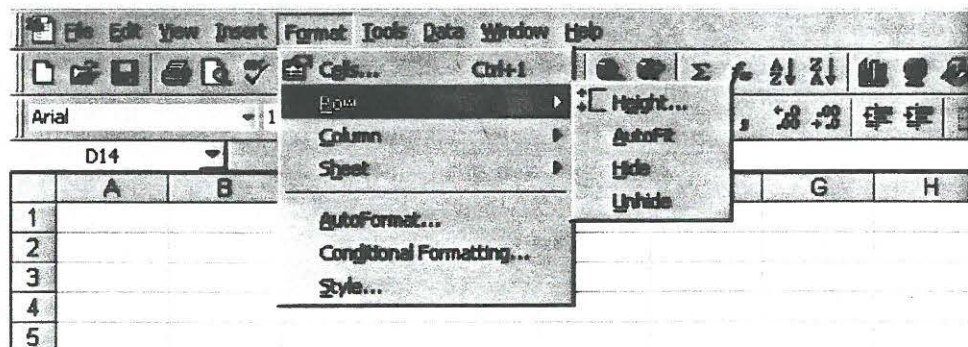 File Edit View Insert Format Tools Data Window Help
Cells... Ctrl+1
Arial 1
Row
Height...
Column
AutoFit
D14
Sheet
Hide
Unhide
A B G H
1
AutoFormat...
2
Conditional Formatting...
3
Style...
4
5